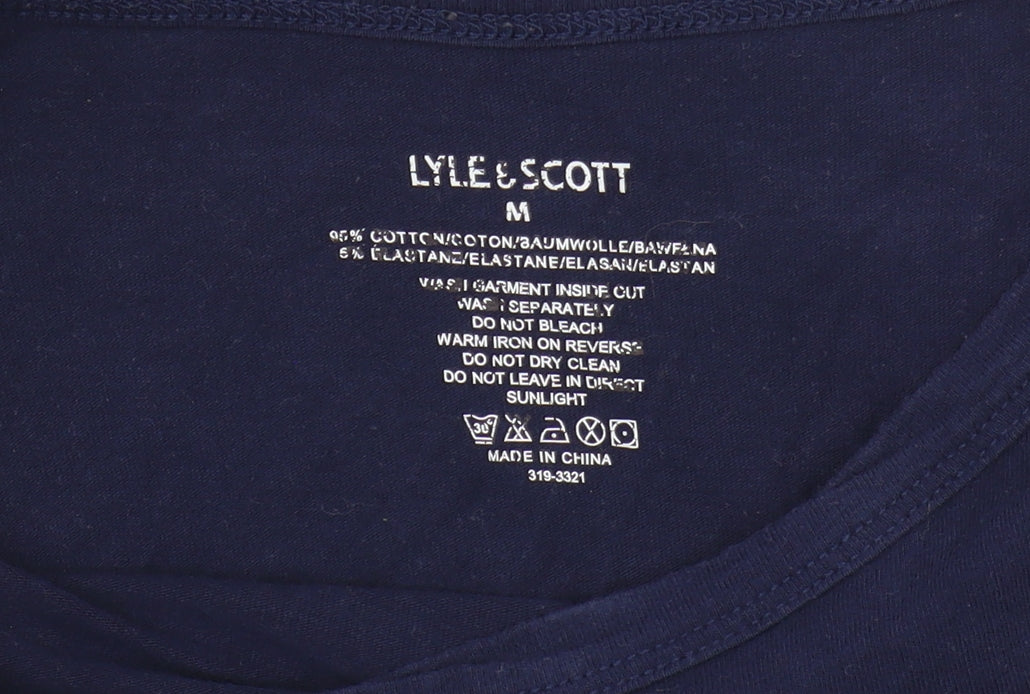 LYLE & SCOTT
M
95% COTTON/COTON/BAUMWOLLE/BAWEŁNA
5% ELASTANE/ELASTANE/ELASAN/ELASTAN
WASH GARMENT INSIDE OUT
WASH SEPARATELY
DO NOT BLEACH
WARM IRON ON REVERSE
DO NOT DRY CLEAN
DO NOT LEAVE IN DIRECT
SUNLIGHT
30°
MADE IN CHINA
319-3321